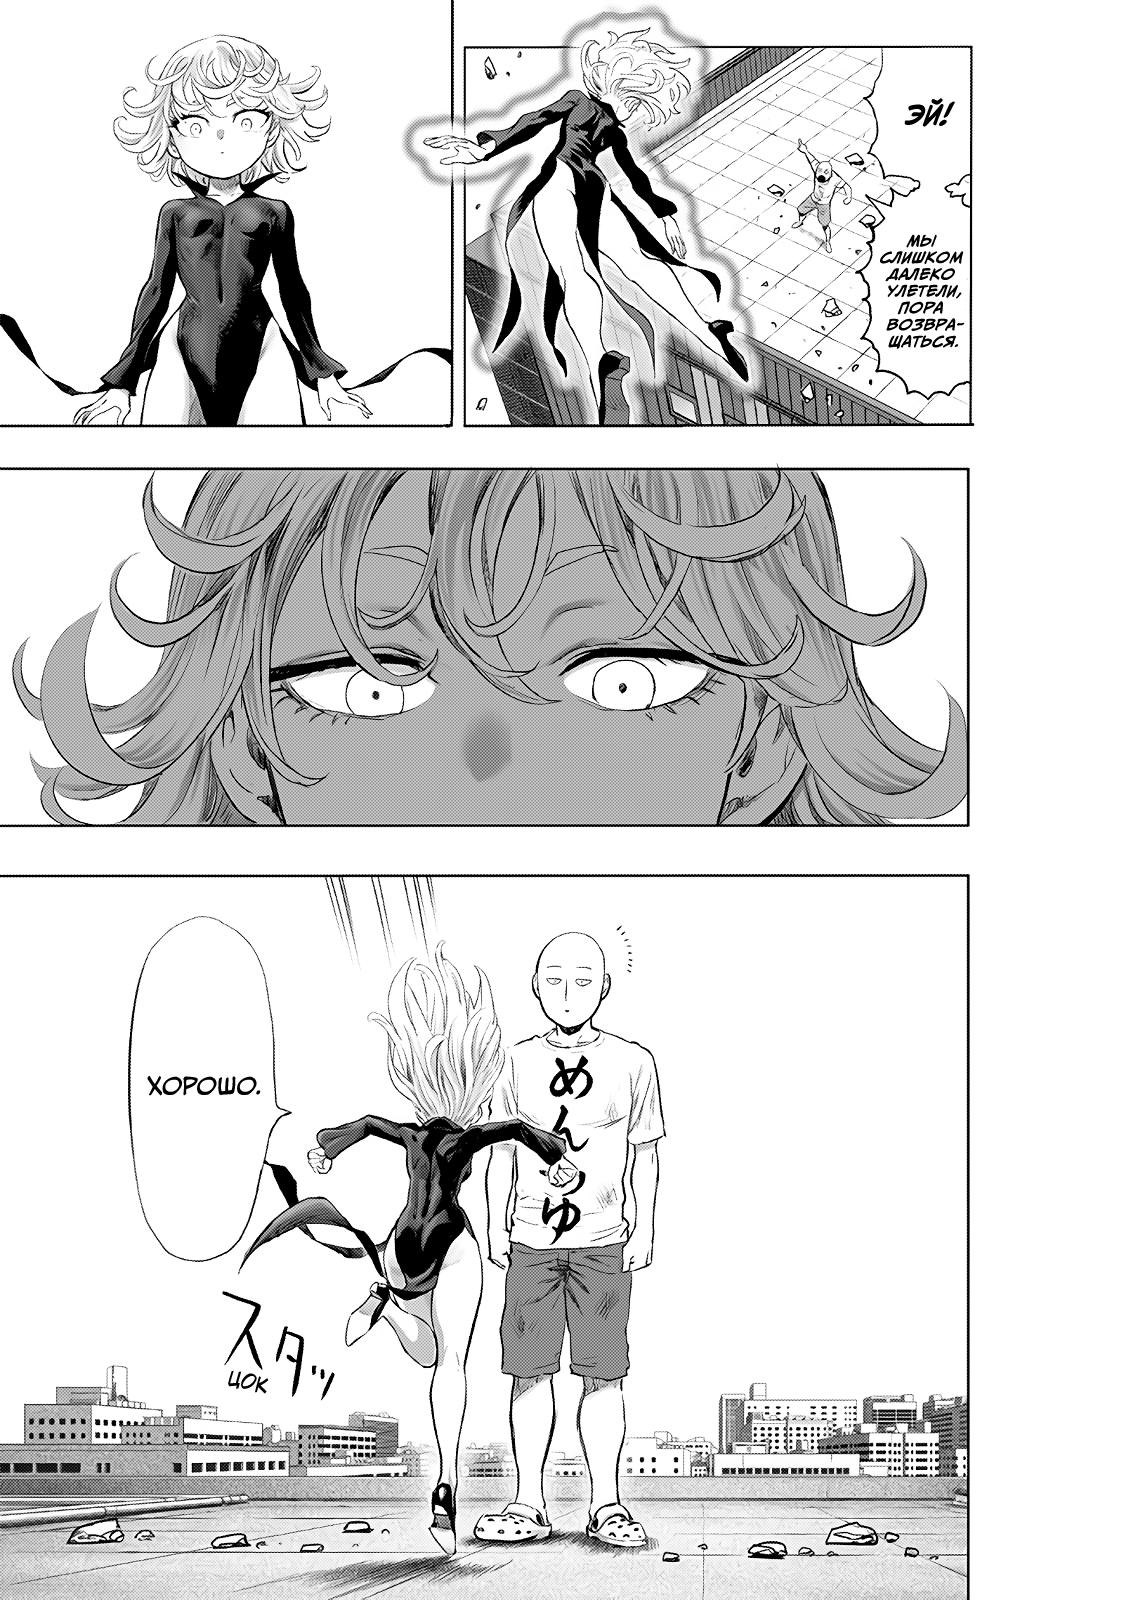 ЭЙ!
МЫ
СЛИШКОМ
ДАЛЕКО
УЛЕТЕЛИ,
ПОРА
ВОЗВРА-
ЩАТЬСЯ.
ХОРОШО.
めんつゆ
スタッ
ЦОК